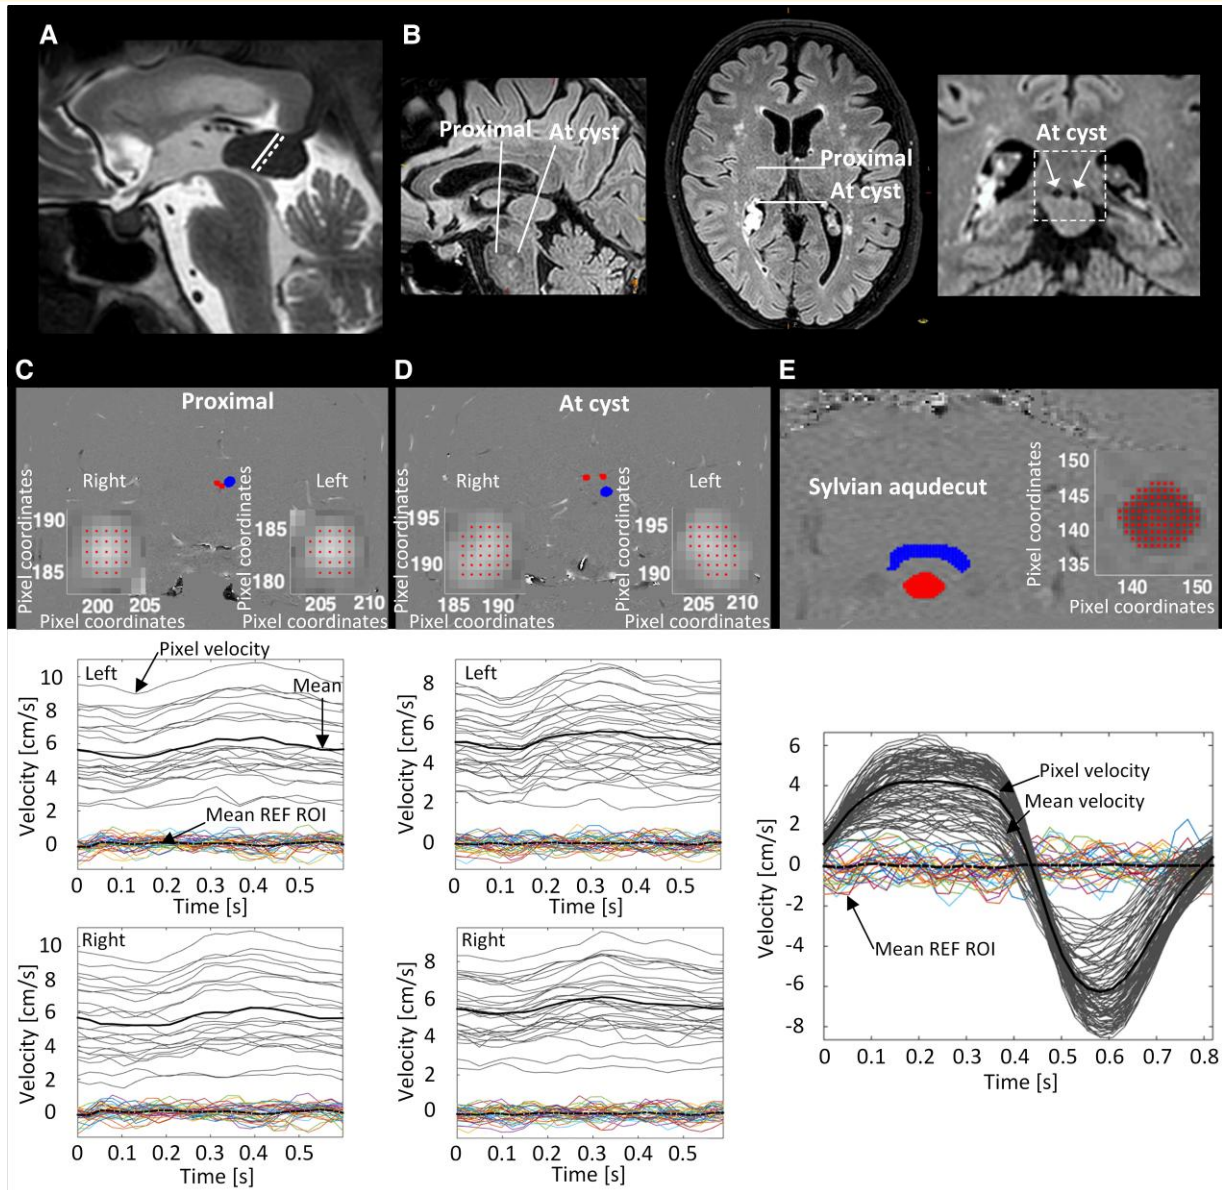 A
B
Proximal At cyst
Proximal
At cyst
At cyst
C
Proximal
Right
Left
Pixel coordinates
190
185
200 205
Pixel coordinates
Pixel coordinates
185
180
205 210
Pixel coordinates
D
At cyst
Right
Left
Pixel coordinates
195
190
185 190
Pixel coordinates
Pixel coordinates
195
190
205 210
Pixel coordinates
E
Sylvian aqudecut
Pixel coordinates
150
145
140
135
140 150
Pixel coordinates
Left
Pixel velocity
Mean
Mean REF ROI
Velocity [cm/s]
10
8
6
4
2
0
0 0.1 0.2 0.3 0.4 0.5
Time [s]
Left
Velocity [cm/s]
8
6
4
2
0
0 0.1 0.2 0.3 0.4 0.5
Time [s]
Right
Velocity [cm/s]
10
8
6
4
2
0
0 0.1 0.2 0.3 0.4 0.5
Time [s]
Right
Velocity [cm/s]
8
6
4
2
0
0 0.1 0.2 0.3 0.4 0.5
Time [s]
Pixel velocity
Mean velocity
Mean REF ROI
Velocity [cm/s]
6
4
2
0
-2
-4
-6
-8
0 0.1 0.2 0.3 0.4 0.5 0.6 0.7 0.8
Time [s]